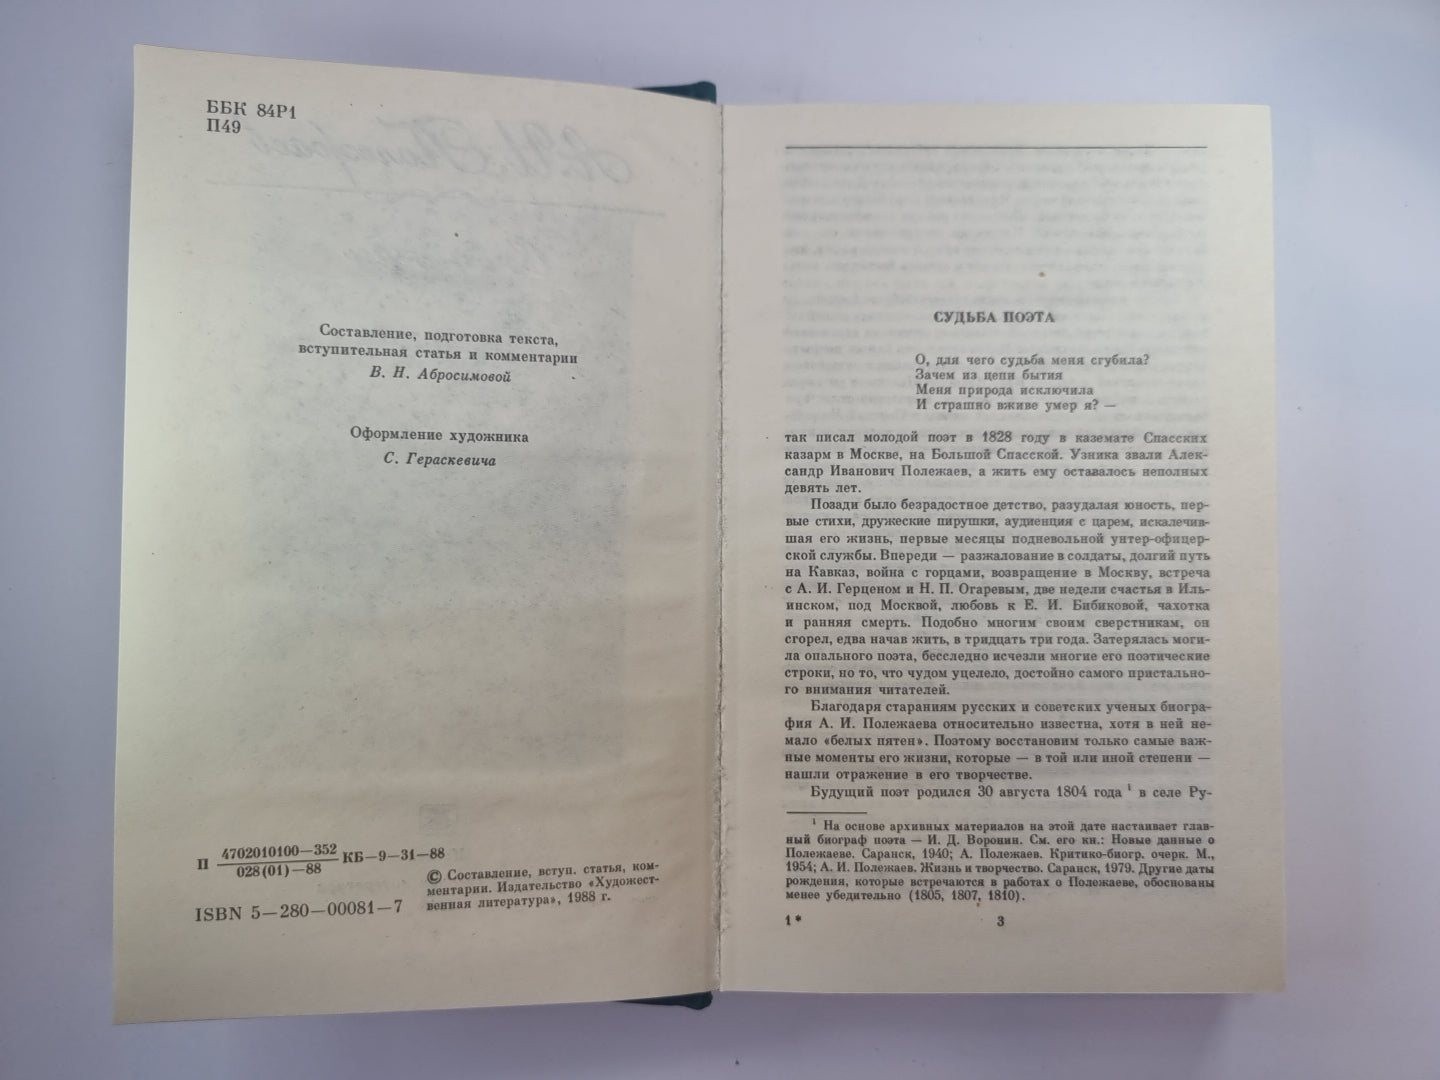 ББК 84Р1
П49
Составление, подготовка текста,
вступительная статья и комментарии
В. Н. Абросимовой
Оформление художника
С. Гераскевича
П 4702010100—352 КБ—9—31—88
028(01)—88
ISBN 5—280—00081—7
© Составление, вступ. статья, ком-
ментарии. Издательство «Художест-
венная литература», 1988 г.
СУДЬБА ПОЭТА
О, для чего судьба меня сгубила?
Зачем из цепи бытия
Меня природа исключила
И страшно вживе умер я? —
так писал молодой поэт в 1828 году в каземате Спасских
казарм в Москве, на Большой Спасской. Узника звали Алек-
сандр Иванович Полежаев, а жить ему оставалось неполных
девять лет.
Позади было безрадостное детство, разудалая юность, пер-
вые стихи, дружеские пирушки, аудиенция с царем, искалечив-
шая его жизнь, первые месяцы подневольной унтер-офицер-
ской службы. Впереди — разжалование в солдаты, долгий путь
на Кавказ, война с горцами, возвращение в Москву, встреча
с А. И. Герценом и Н. П. Огаревым, две недели счастья в Иль-
инском, под Москвой, любовь к Е. И. Бибиковой, чахотка
и ранняя смерть. Подобно многим своим сверстникам, он
сгорел, едва начав жить, в тридцать три года. Затерялась моги-
ла опального поэта, бесследно исчезли многие его поэтические
строки, но то, что чудом уцелело, достойно самого пристально-
го внимания читателей.
Благодаря стараниям русских и советских ученых биогра-
фия А. И. Полежаева относительно известна, хотя в ней не-
мало «белых пятен». Поэтому восстановим только самые важ-
ные моменты его жизни, которые — в той или иной степени —
нашли отражение в его творчестве.
Будущий поэт родился 30 августа 1804 года ¹ в селе Ру-
¹ На основе архивных материалов на этой дате настаивает глав-
ный биограф поэта — И. Д. Воронин. См. его кн.: Новые данные о
Полежаеве. Саранск, 1940; А. Полежаев. Критико-биогр. очерк. М.,
1954; А. И. Полежаев. Жизнь и творчество. Саранск, 1979. Другие даты
рождения, которые встречаются в работах о Полежаеве, обоснованы
менее убедительно (1805, 1807, 1810).
1* 3